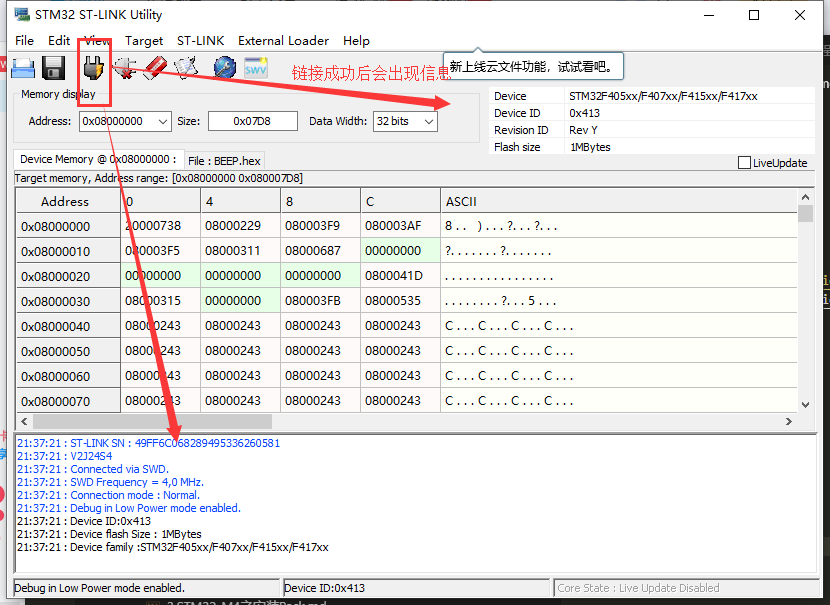 STM32 ST-LINK Utility
File Edit View Target ST-LINK External Loader Help
SWV
链接成功后会出现信息
新上线云文件功能，试试看吧。
Memory display
Address: 0x08000000 Size: 0x07D8 Data Width: 32 bits
Device STM32F405xx/F407xx/F415xx/F417xx
Device ID 0x413
Revision ID Rev Y
Flash size 1MBytes
LiveUpdate
Device Memory @ 0x08000000 : File : BEEP.hex
Target memory, Address range: [0x08000000 0x080007D8]
Address 0 4 8 C ASCII
0x08000000 20000738 08000229 080003F9 080003AF 8.. )...?...?...
0x08000010 080003F5 08000311 08000687 00000000 ?.......?.......
0x08000020 00000000 00000000 00000000 0800041D ................
0x08000030 08000315 00000000 080003FB 08000535 ........?...5...
0x08000040 08000243 08000243 08000243 08000243 C...C...C...C...
0x08000050 08000243 08000243 08000243 08000243 C...C...C...C...
0x08000060 08000243 08000243 08000243 08000243 C...C...C...C...
0x08000070 08000243 08000243 08000243 08000243 C...C...C...C...
21:37:21 : ST-LINK SN : 49FF6C068289495336260581
21:37:21 : V2J24S4
21:37:21 : Connected via SWD.
21:37:21 : SWD Frequency = 4,0 MHz.
21:37:21 : Connection mode : Normal.
21:37:21 : Debug in Low Power mode enabled.
21:37:21 : Device ID:0x413
21:37:21 : Device flash Size : 1MBytes
21:37:21 : Device family :STM32F405xx/F407xx/F415xx/F417xx
Debug in Low Power mode enabled. Device ID:0x413 Core State : Live Update Disabled